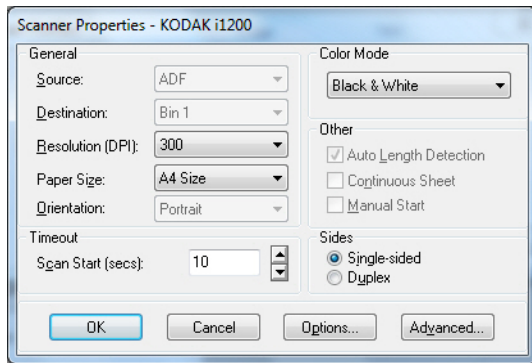 Scanner Properties - KODAK i1200
General
Source: ADF
Destination: Bin 1
Resolution (DPI): 300
Paper Size: A4 Size
Orientation: Portrait
Timeout
Scan Start (secs): 10
Color Mode
Black & White
Other
Auto Length Detection
Continuous Sheet
Manual Start
Sides
Single-sided
Duplex
OK Cancel Options... Advanced...